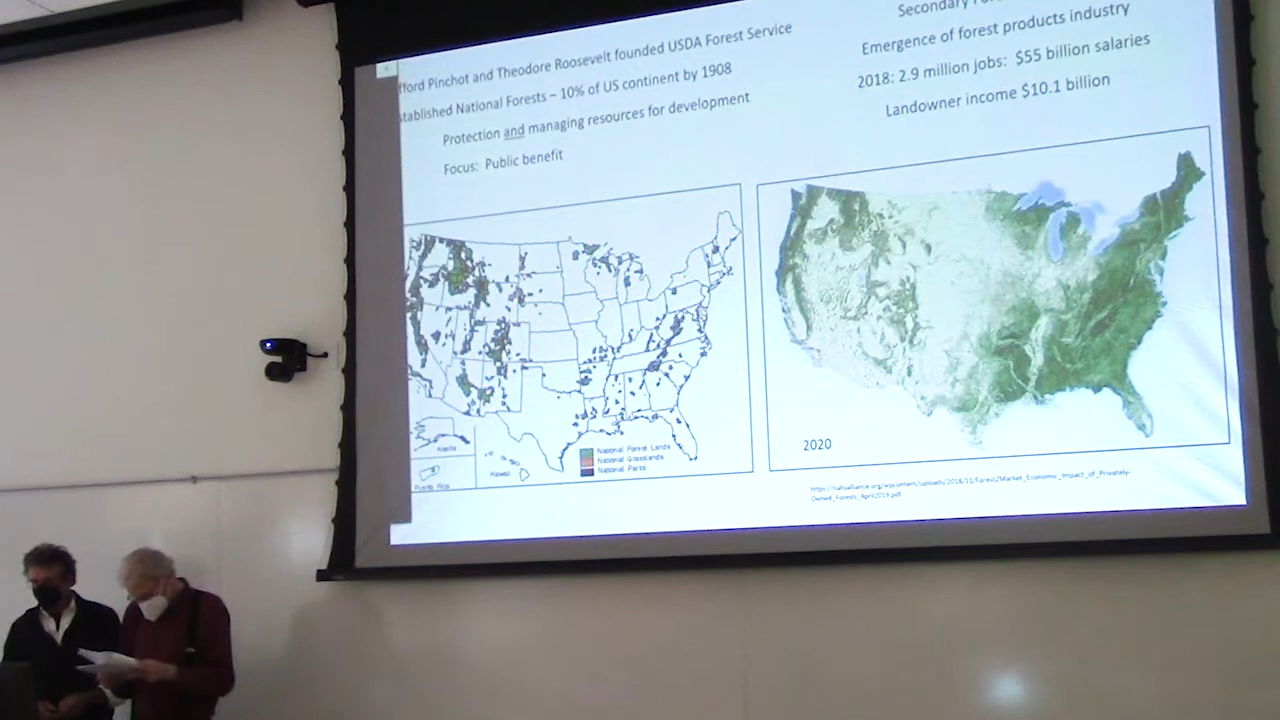 fford Pinchot and Theodore Roosevelt founded USDA Forest Service
stablished National Forests – 10% of US continent by 1908
Protection and managing resources for development
Focus: Public benefit
Secondary
Emergence of forest products industry
2018: 2.9 million jobs: $55 billion salaries
Landowner income $10.1 billion
Alaska
Hawaii
Puerto Rico
National Forest Lands
National Grasslands
National Parks
2020
Owned_Forests_April2019.pdf